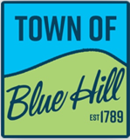 TOWN OF
Blue Hill
EST 1789